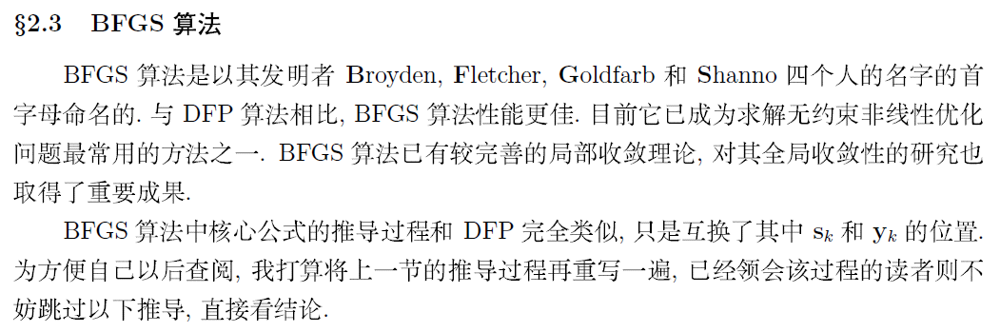 §2.3 BFGS 算法
BFGS 算法是以其发明者 Broyden, Fletcher, Goldfarb 和 Shanno 四个人的名字的首
字母命名的. 与 DFP 算法相比, BFGS 算法性能更佳. 目前它已成为求解无约束非线性优化
问题最常用的方法之一. BFGS 算法已有较完善的局部收敛理论, 对其全局收敛性的研究也
取得了重要成果.
BFGS 算法中核心公式的推导过程和 DFP 完全类似, 只是互换了其中 sₖ 和 yₖ 的位置.
为方便自己以后查阅, 我打算将上一节的推导过程再重写一遍, 已经领会该过程的读者则不
妨跳过以下推导, 直接看结论.